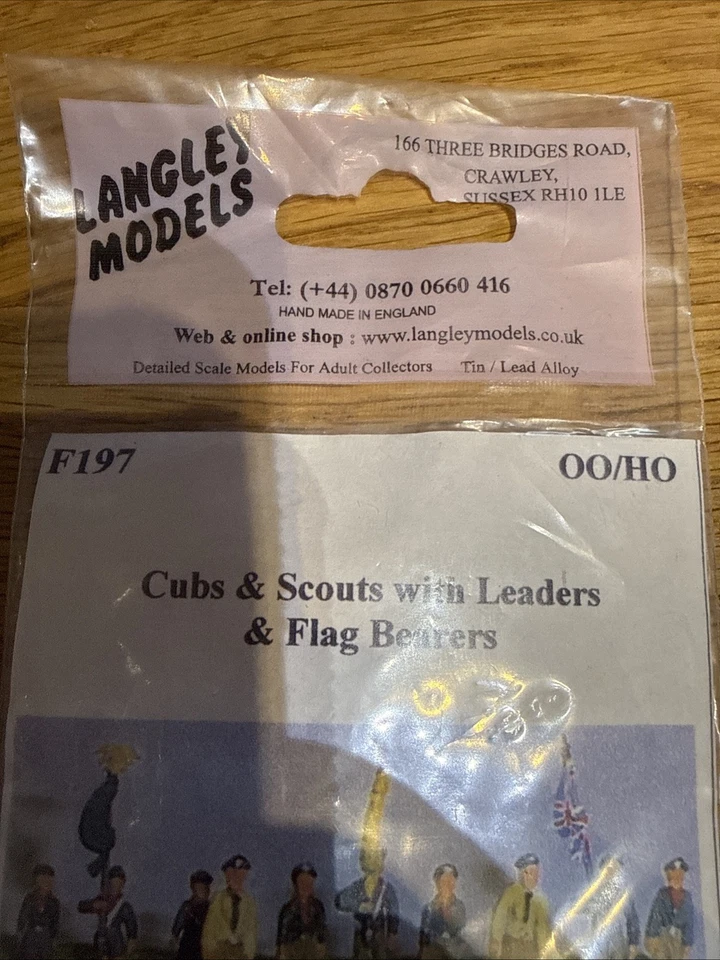 LANGLEY
MODELS
166 THREE BRIDGES ROAD,
CRAWLEY,
SUSSEX RH10 1LE
Tel: (+44) 0870 0660 416
HAND MADE IN ENGLAND
Web & online shop : www.langleymodels.co.uk
Detailed Scale Models For Adult Collectors Tin / Lead Alloy
F197 OO/HO
Cubs & Scouts with Leaders
& Flag Bearers